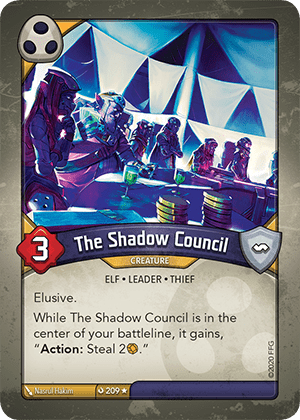 The Shadow Council
3
CREATURE
ELF • LEADER • THIEF
Elusive.
While The Shadow Council is in the
center of your battleline, it gains,
“Action: Steal 2.”
Nasrul Hakim
209
©2020 FFG